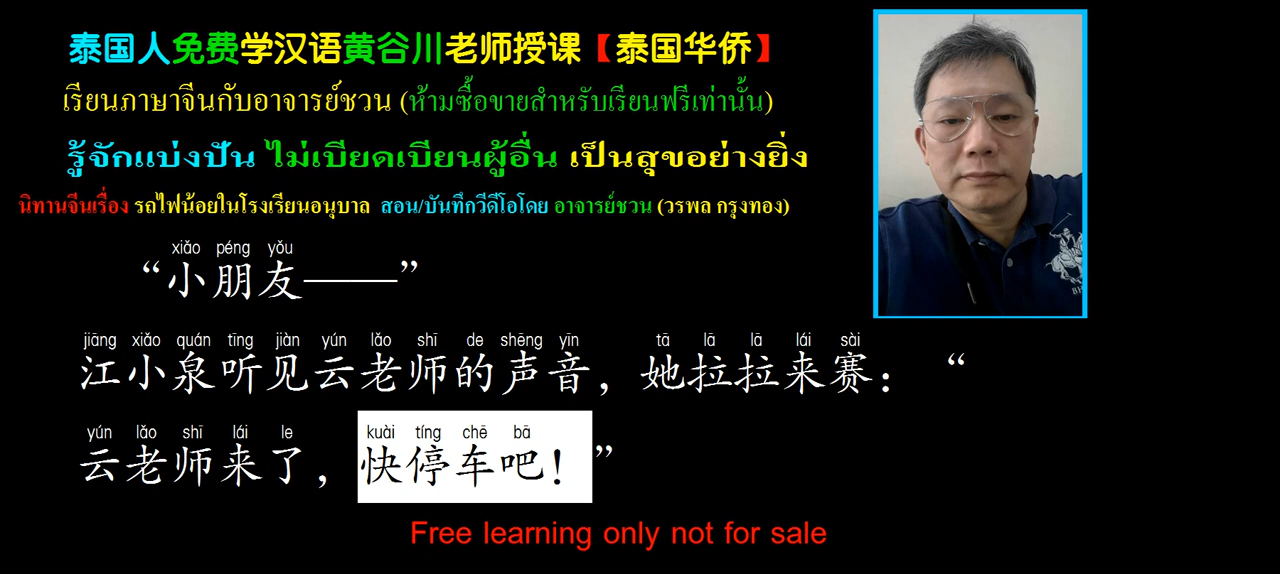 泰国人免费学汉语黄谷川老师授课【泰国华侨】
เรียนภาษาจีนกับอาจารย์ชวน (ห้ามซื้อขายสำหรับเรียนฟรีเท่านั้น)
รู้จักแบ่งปัน ไม่เบียดเบียนผู้อื่น เป็นสุขอย่างยิ่ง
นิทานจีนเรื่อง รถไฟน้อยในโรงเรียนอนุบาล สอน/บันทึกวีดีโอโดย อาจารย์ชวน (วรพล กรุงทอง)
xiǎo péng yǒu
“小朋友——”
jiāng xiǎo quán tīng jiàn yún lǎo shī de shēng yīn tā lā lā lái sài
江小泉听见云老师的声音，她拉拉来赛：“
yún lǎo shī lái le kuài tíng chē bā
云老师来了，快停车吧！”
Free learning only not for sale